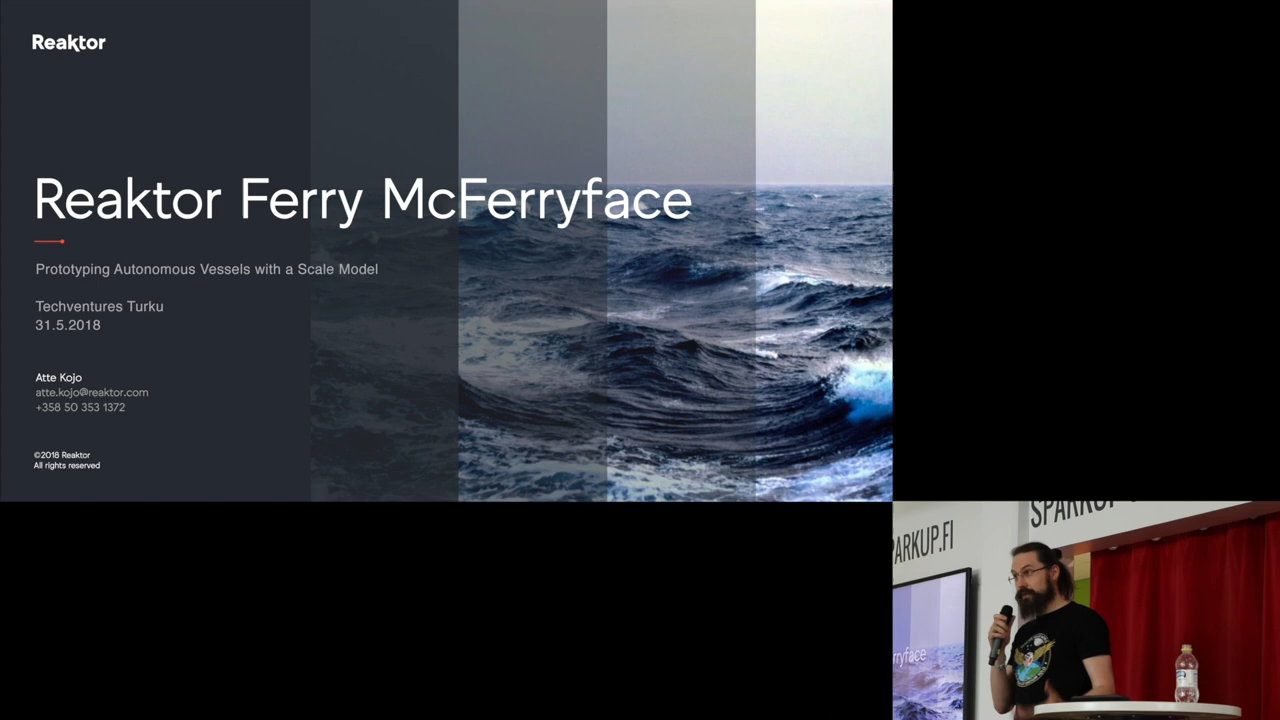 Reaktor
Reaktor Ferry McFerryface
Prototyping Autonomous Vessels with a Scale Model
Techventures Turku
31.5.2018
Atte Kojo
atte.kojo@reaktor.com
+358 50 353 1372
©2018 Reaktor
All rights reserved
SPARKUP
PARKUP.FI
rryface